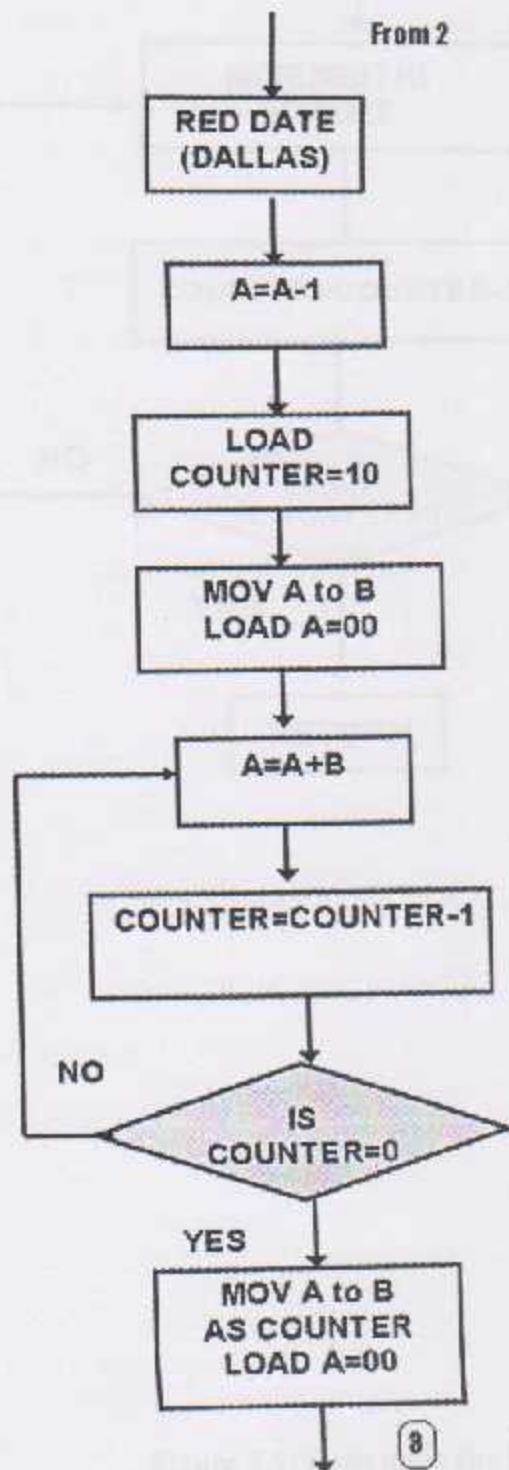 From 2
RED DATE
(DALLAS)
A=A-1
LOAD
COUNTER=10
MOV A to B
LOAD A=00
A=A+B
COUNTER=COUNTER-1
NO
IS
COUNTER=0
YES
MOV A to B
AS COUNTER
LOAD A=00
3